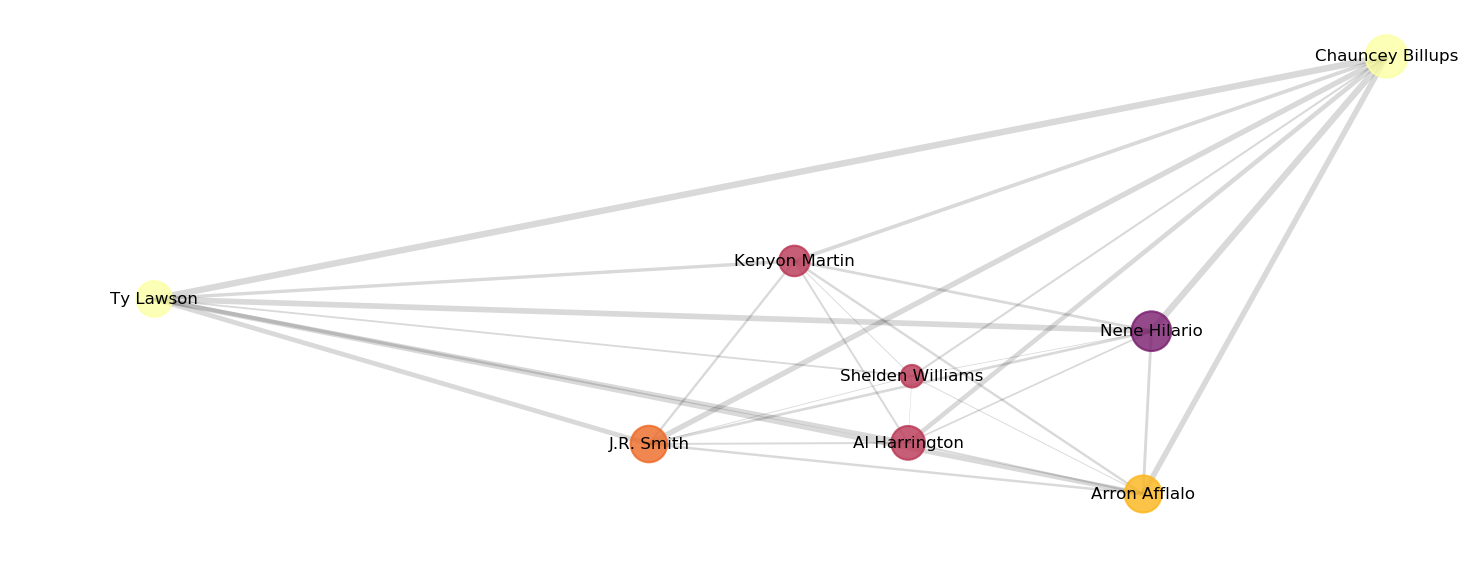 Chauncey Billups
Kenyon Martin
Ty Lawson
Nene Hilario
Shelden Williams
J.R. Smith
Al Harrington
Arron Afflalo